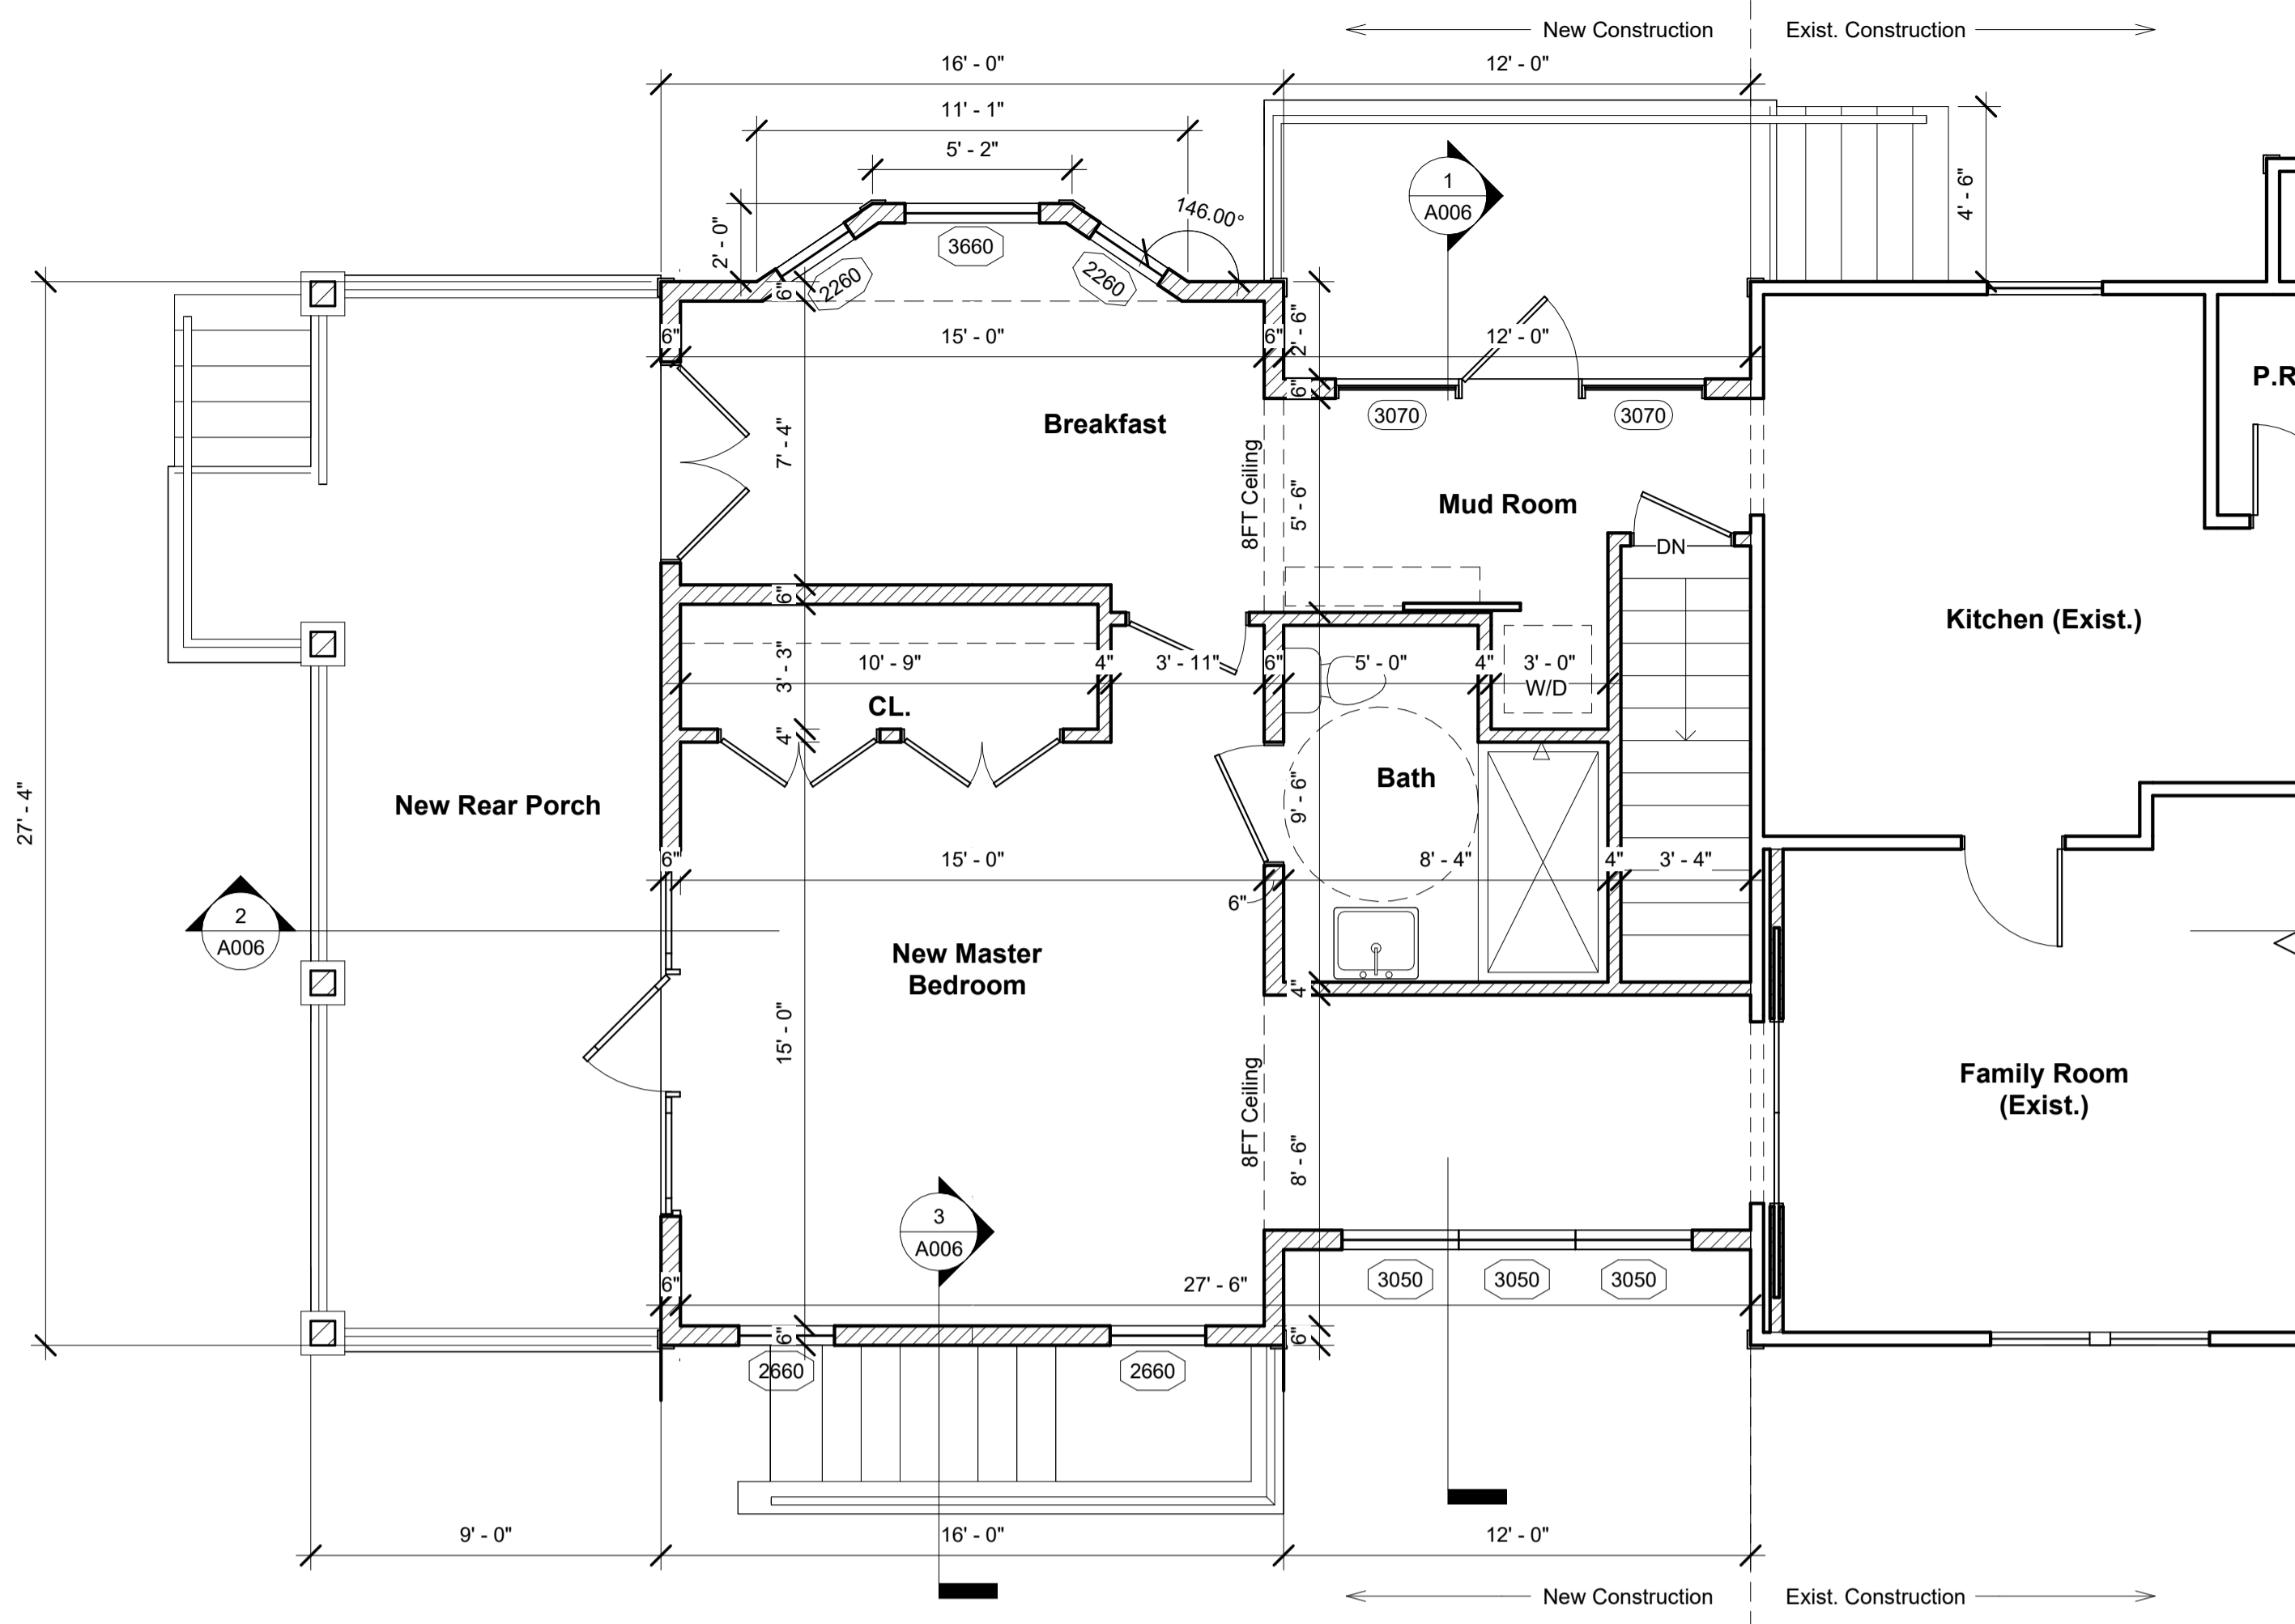 New Construction
Exist. Construction
16' - 0"
12' - 0"
11' - 1"
5' - 2"
2' - 0"
146.00°
1
A006
4' - 6"
3660
2260
2260
6"
6"
15' - 0"
6"
2' - 6"
12' - 0"
6"
3070
3070
P.R
Breakfast
7' - 4"
8FT Ceiling
5' - 6"
Mud Room
DN
Kitchen (Exist.)
6"
3' - 3"
10' - 9"
4"
3' - 11"
6"
5' - 0"
4"
3' - 0"
W/D
CL.
4"
Bath
9' - 6"
27' - 4"
New Rear Porch
6"
15' - 0"
6"
8' - 4"
4"
3' - 4"
2
A006
New Master
Bedroom
4"
15' - 0"
8FT Ceiling
8' - 6"
Family Room
(Exist.)
3
A006
6"
27' - 6"
3050
3050
3050
6"
6"
2660
2660
9' - 0"
16' - 0"
12' - 0"
New Construction
Exist. Construction